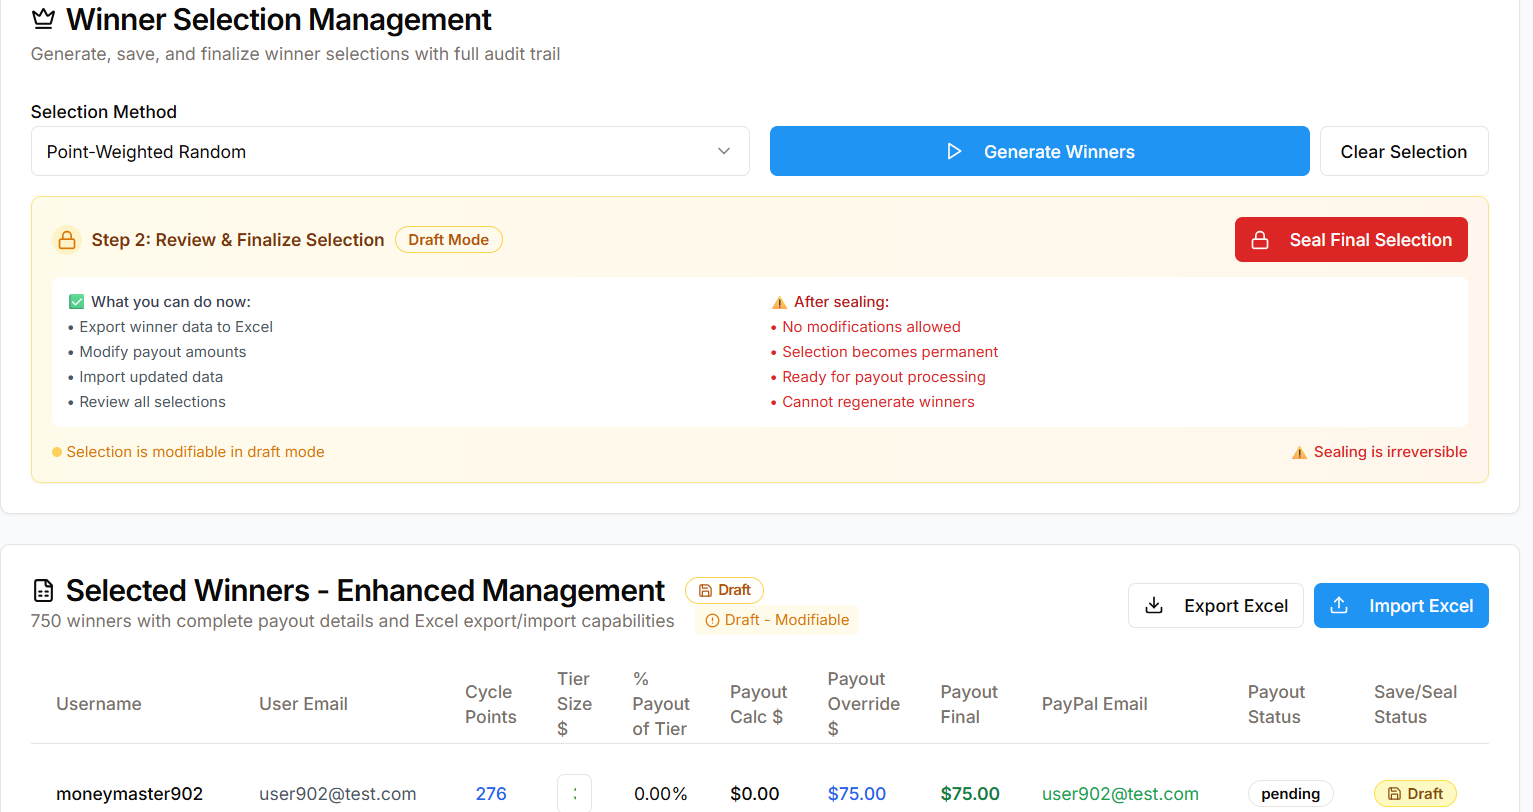 Winner Selection Management
Generate, save, and finalize winner selections with full audit trail
Selection Method
Point-Weighted Random
Generate Winners
Clear Selection
Step 2: Review & Finalize Selection
Draft Mode
Seal Final Selection
What you can do now:
• Export winner data to Excel
• Modify payout amounts
• Import updated data
• Review all selections
After sealing:
• No modifications allowed
• Selection becomes permanent
• Ready for payout processing
• Cannot regenerate winners
Selection is modifiable in draft mode
Sealing is irreversible
Selected Winners - Enhanced Management
Draft
750 winners with complete payout details and Excel export/import capabilities
Draft - Modifiable
Export Excel
Import Excel
Username
User Email
Cycle
Points
Tier
Size
$
%
Payout
of Tier
Payout
Calc $
Payout
Override
$
Payout
Final
PayPal Email
Payout
Status
Save/Seal
Status
moneymaster902
user902@test.com
276
0.00%
$0.00
$75.00
$75.00
user902@test.com
pending
Draft